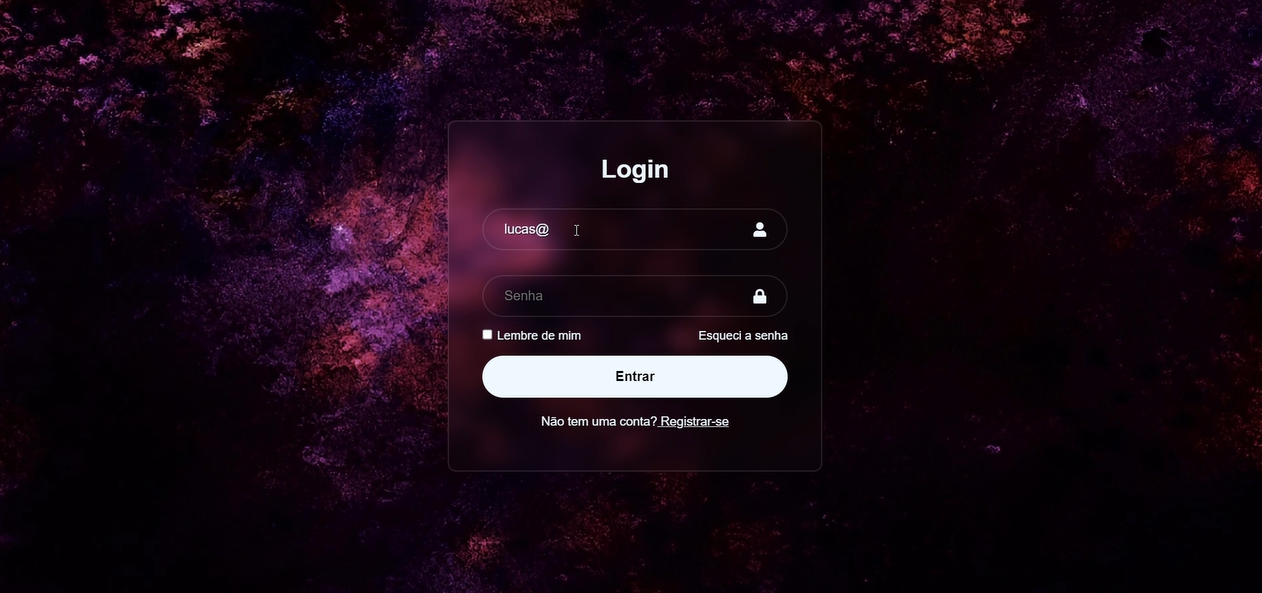 Login
lucas@
Senha
Lembre de mim
Esqueci a senha
Entrar
Não tem uma conta? Registrar-se